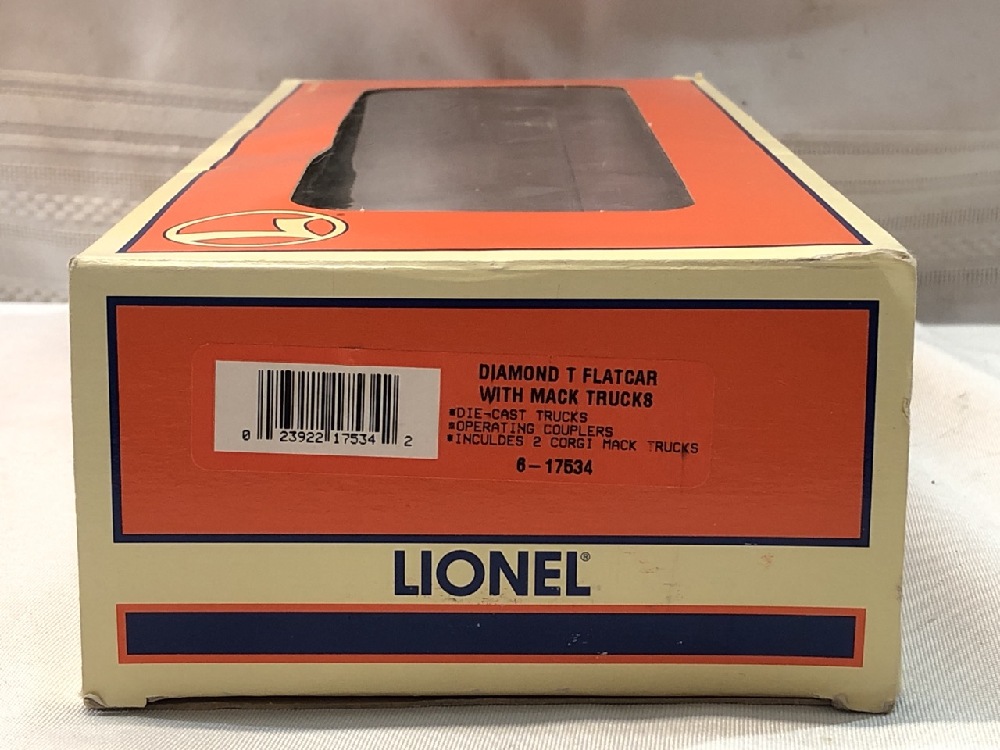 DIAMOND T FLATCAR
WITH MACK TRUCKS
▪DIE-CAST TRUCKS
▪OPERATING COUPLERS
▪INCULDES 2 CORGI MACK TRUCKS
6-17534
0 23922 17534 2
LIONEL®